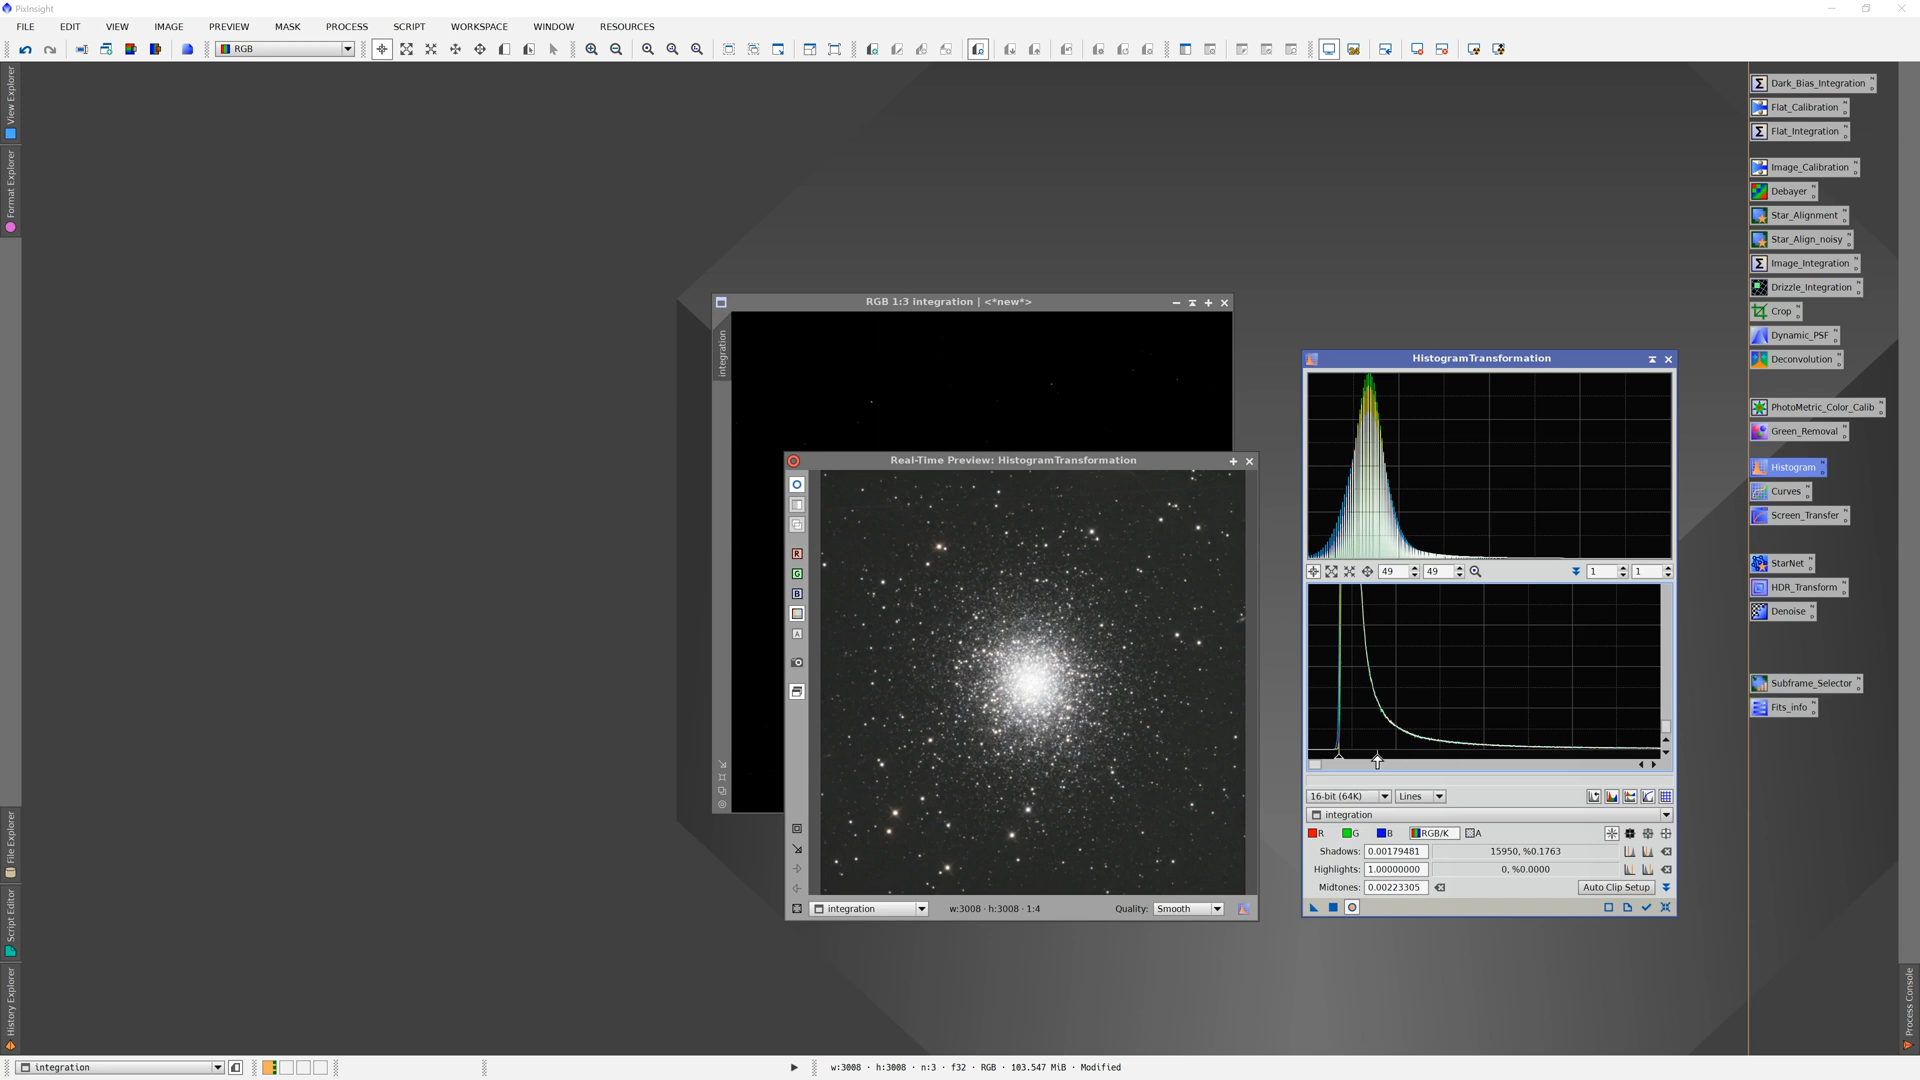 PixInsight
FILE EDIT VIEW IMAGE PREVIEW MASK PROCESS SCRIPT WORKSPACE WINDOW RESOURCES
RGB
View Explorer
Format Explorer
File Explorer
Script Editor
History Explorer
Process Console
RGB 1:3 integration | <*new*>
integration
Real-Time Preview: HistogramTransformation
R
G
B
A
integration
w:3008 · h:3008 · 1:4
Quality: Smooth
HistogramTransformation
49 49 1 1
16-bit (64K) Lines
integration
R G B RGB/K A
Shadows: 0.00179481 15950, %0.1763
Highlights: 1.00000000 0, %0.0000
Midtones: 0.00223305 Auto Clip Setup
Dark_Bias_Integration
Flat_Calibration
Flat_Integration
Image_Calibration
Debayer
Star_Alignment
Star_Align_noisy
Image_Integration
Drizzle_Integration
Crop
Dynamic_PSF
Deconvolution
PhotoMetric_Color_Calib
Green_Removal
Histogram
Curves
Screen_Transfer
StarNet
HDR_Transform
Denoise
Subframe_Selector
Fits_info
integration
w:3008 · h:3008 · n:3 · f32 · RGB · 103.547 MiB · Modified